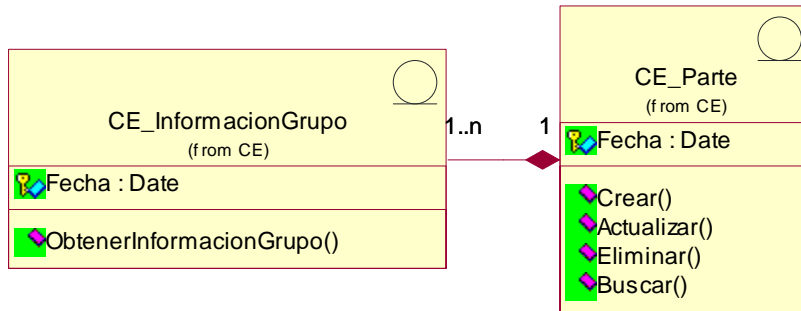 CE_InformacionGrupo
(from CE)
Fecha : Date
ObtenerInformacionGrupo()
1..n
1
CE_Parte
(from CE)
Fecha : Date
Crear()
Actualizar()
Eliminar()
Buscar()